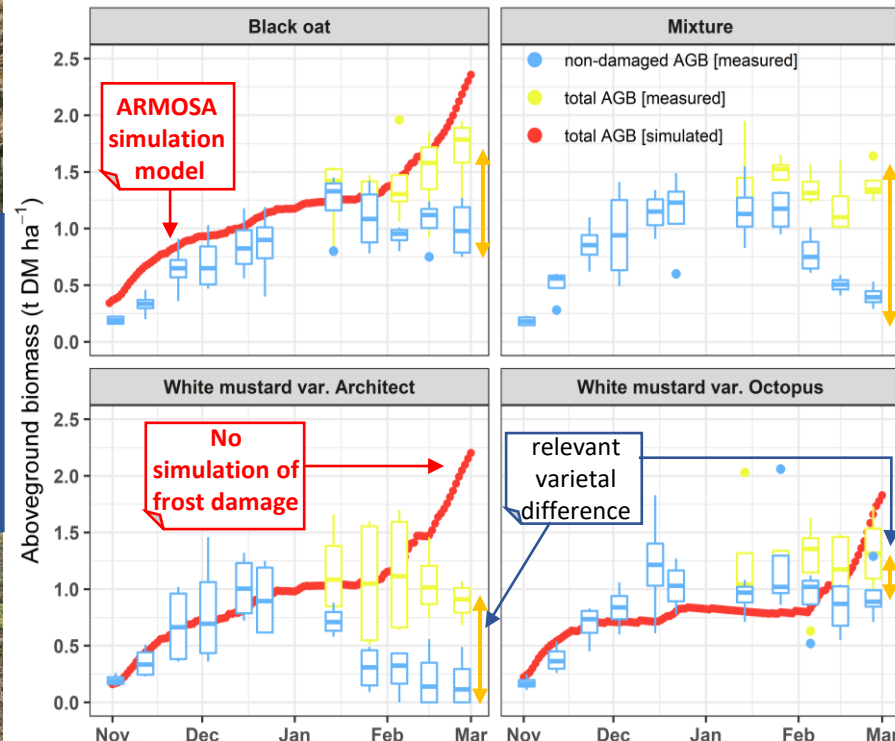 Black oat
Mixture
2.5
2.0
1.5
1.0
0.5
0.0
ARMOSA
simulation
model
non-damaged AGB [measured]
total AGB [measured]
total AGB [simulated]
Aboveground biomass (t DM ha⁻¹)
White mustard var. Architect
White mustard var. Octopus
2.5
2.0
1.5
1.0
0.5
0.0
No
simulation of
frost damage
relevant
varietal
difference
Nov Dec Jan Feb Mar
Nov Dec Jan Feb Mar